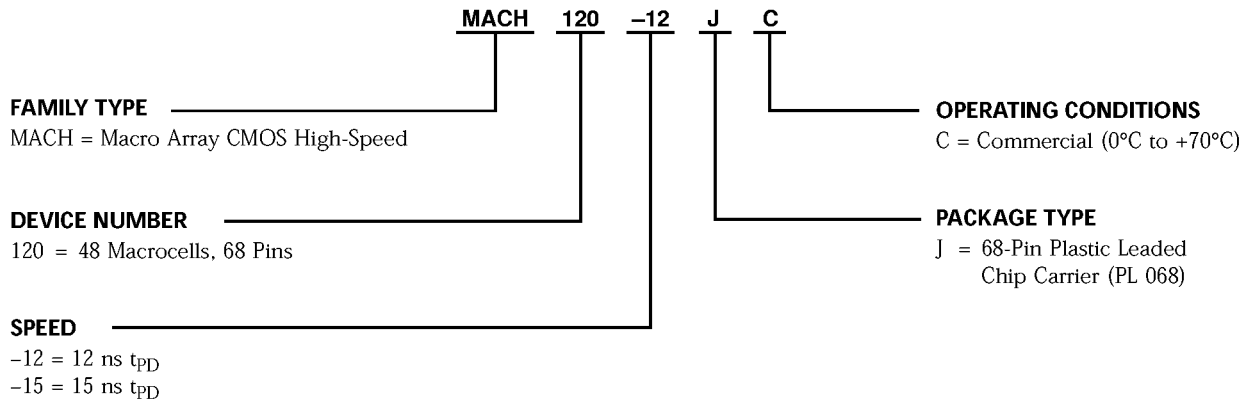 MACH 120 –12 J C
FAMILY TYPE
MACH = Macro Array CMOS High-Speed
DEVICE NUMBER
120 = 48 Macrocells, 68 Pins
SPEED
–12 = 12 ns tPD
–15 = 15 ns tPD
OPERATING CONDITIONS
C = Commercial (0°C to +70°C)
PACKAGE TYPE
J = 68-Pin Plastic Leaded
Chip Carrier (PL 068)